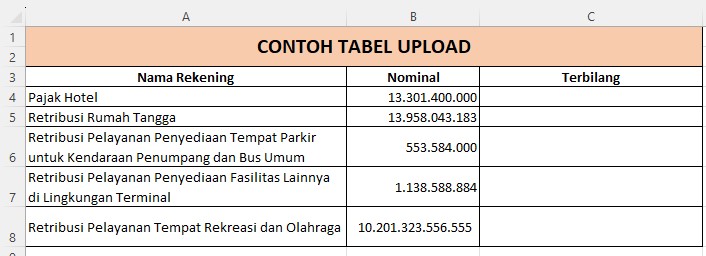 A B C
1
2
CONTOH TABEL UPLOAD
3 Nama Rekening Nominal Terbilang
4 Pajak Hotel 13.301.400.000
5 Retribusi Rumah Tangga 13.958.043.183
Retribusi Pelayanan Penyediaan Tempat Parkir
6 untuk Kendaraan Penumpang dan Bus Umum 553.584.000
Retribusi Pelayanan Penyediaan Fasilitas Lainnya
7 di Lingkungan Terminal 1.138.588.884
8 Retribusi Pelayanan Tempat Rekreasi dan Olahraga 10.201.323.556.555